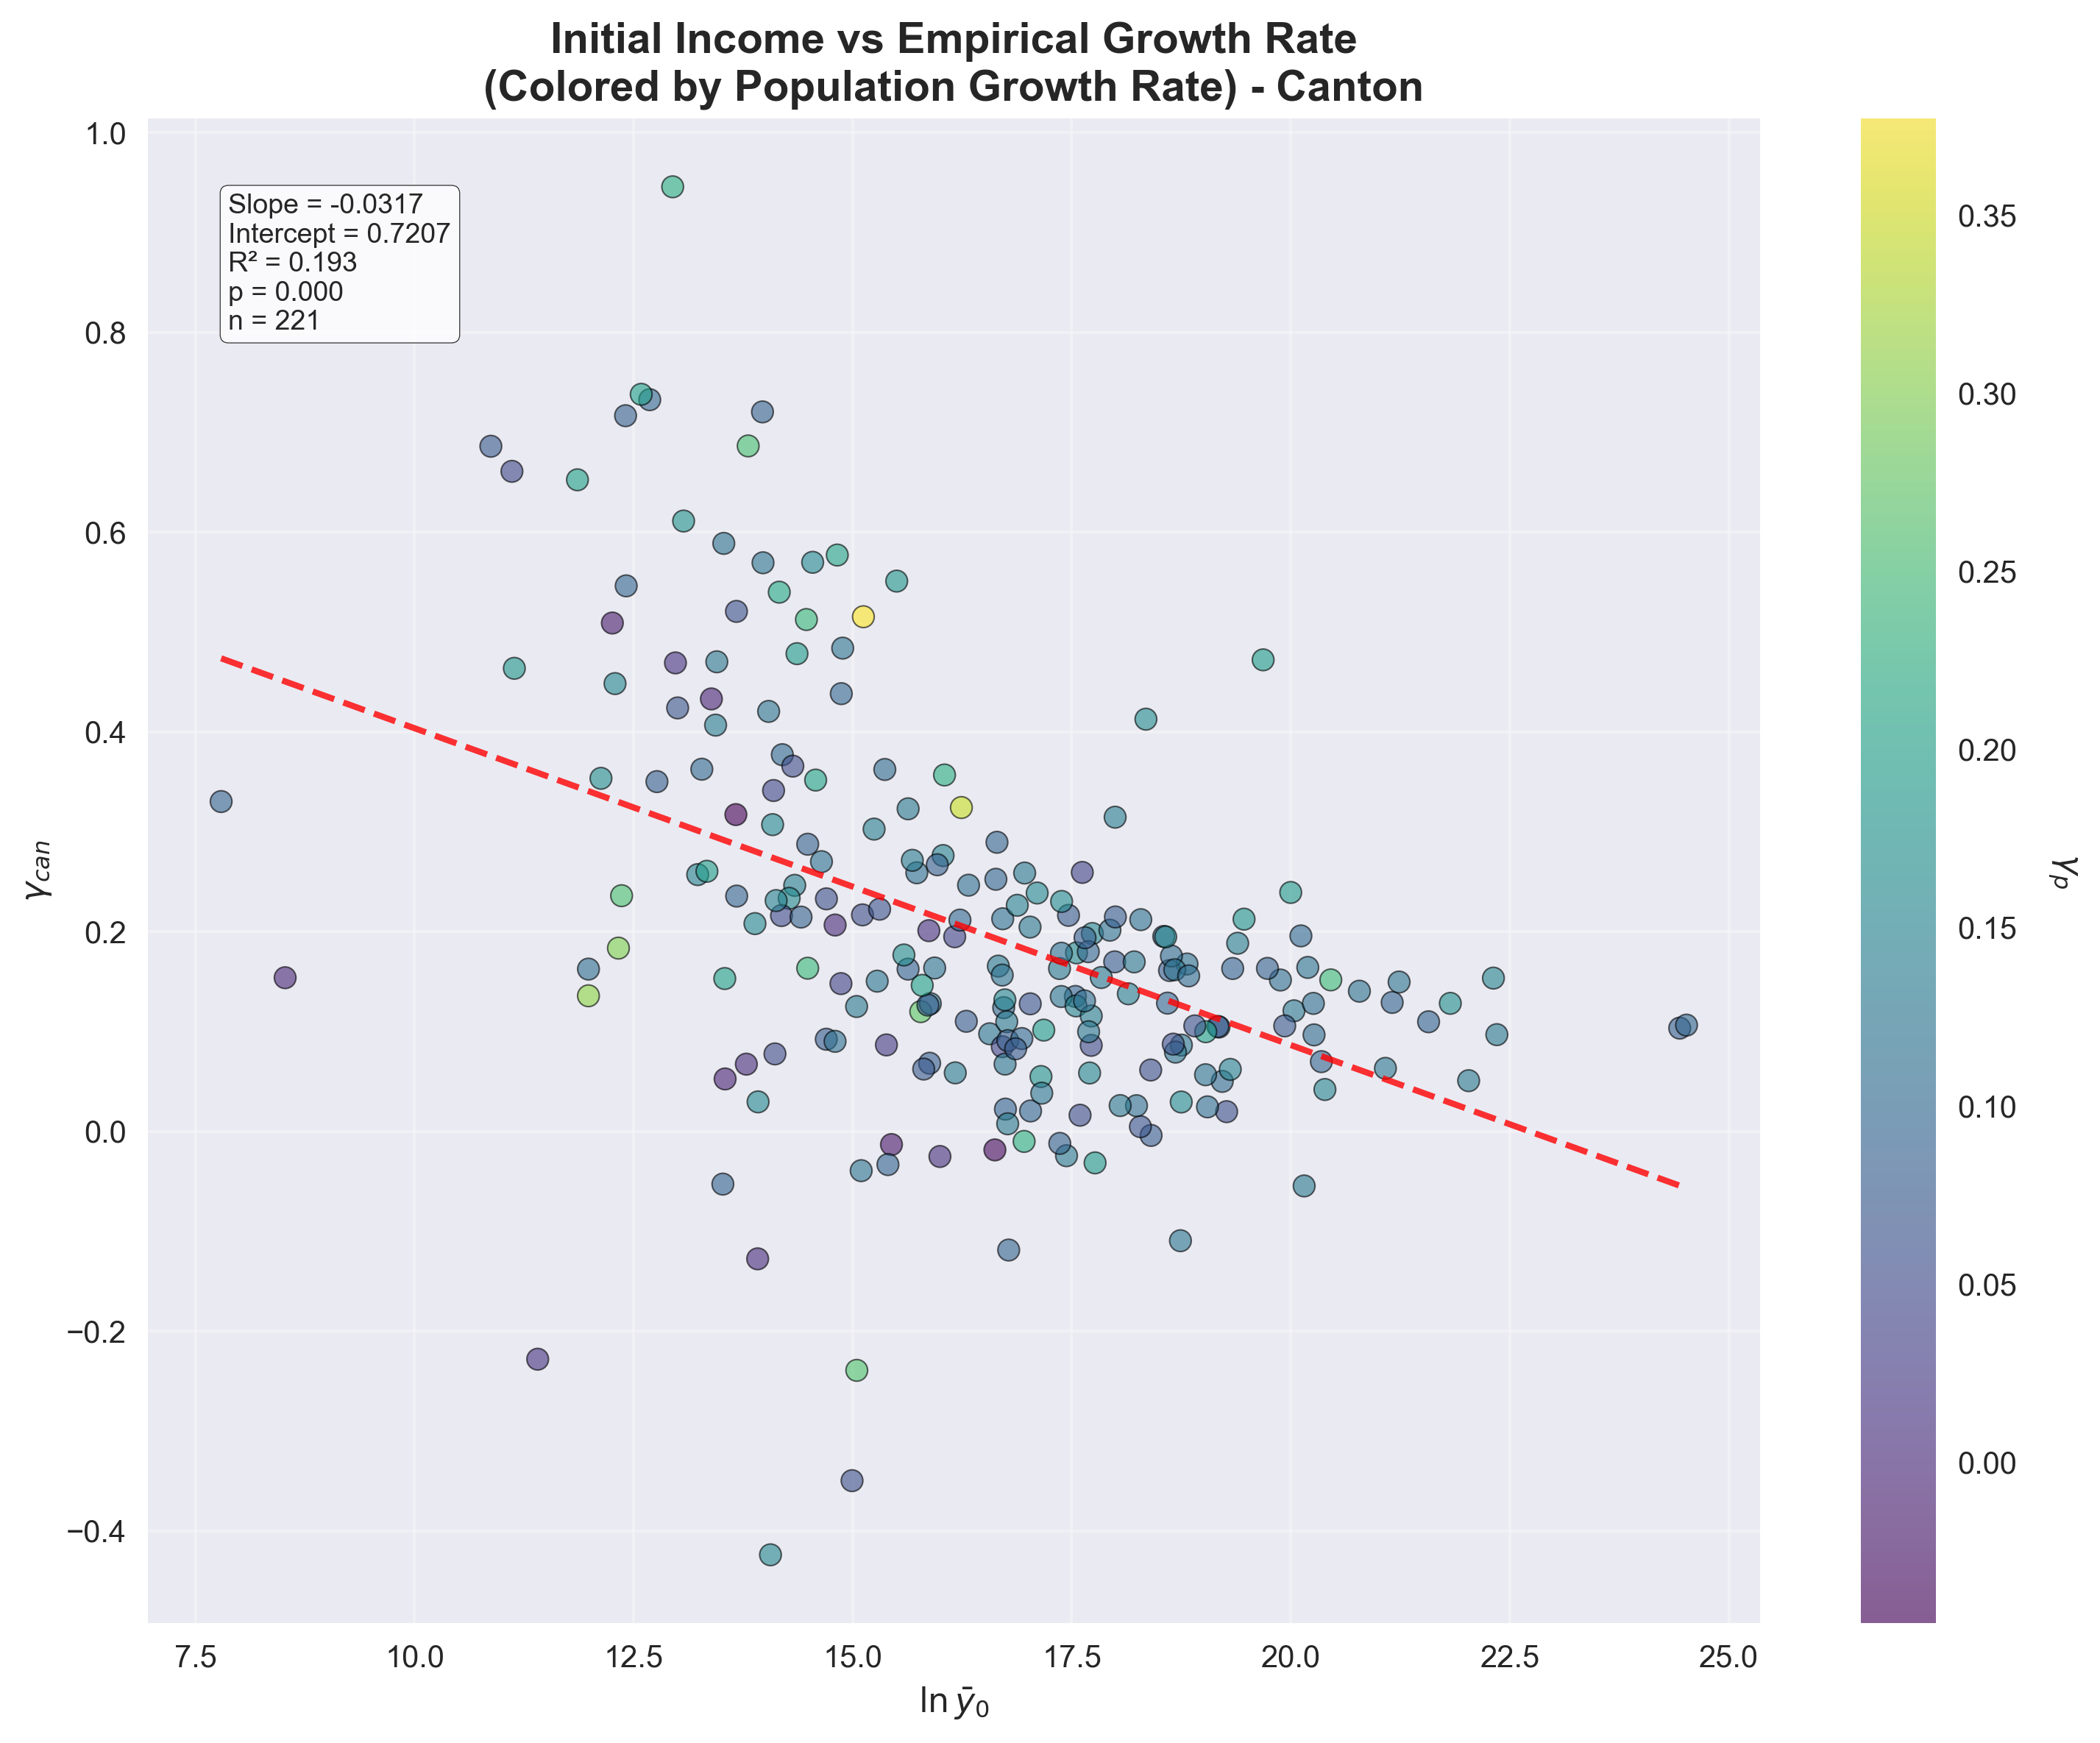 Initial Income vs Empirical Growth Rate
(Colored by Population Growth Rate) - Canton
Slope = -0.0317
Intercept = 0.7207
R² = 0.193
p = 0.000
n = 221
1.0
0.8
0.6
0.4
0.2
0.0
−0.2
−0.4
γcan
7.5
10.0
12.5
15.0
17.5
20.0
22.5
25.0
ln ȳ₀
0.35
0.30
0.25
0.20
0.15
0.10
0.05
0.00
γp